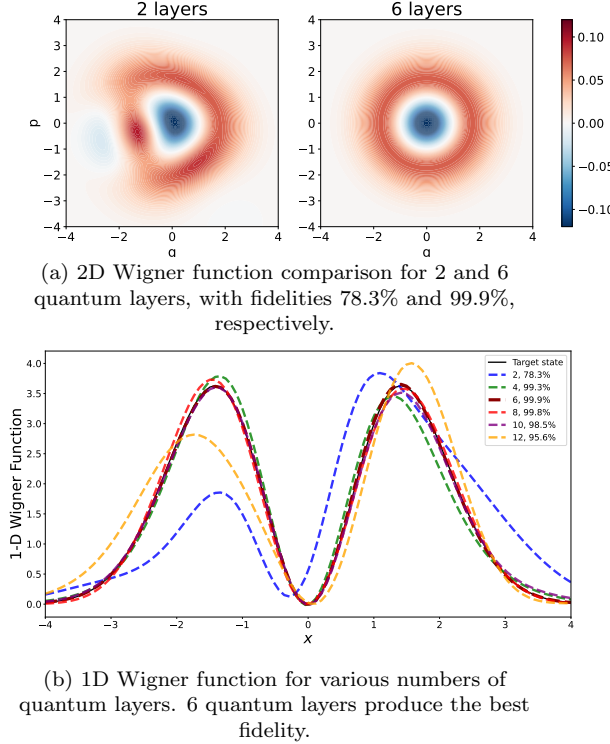 2 layers
6 layers
4
3
2
1
0
−1
−2
−3
−4
p
−4 −2 0 2 4
q
−4 −2 0 2 4
q
0.10
0.05
0.00
−0.05
−0.10
(a) 2D Wigner function comparison for 2 and 6
quantum layers, with fidelities 78.3% and 99.9%,
respectively.
4.0
3.5
3.0
2.5
2.0
1.5
1.0
0.5
0.0
1-D Wigner Function
Target state
2, 78.3%
4, 99.3%
6, 99.9%
8, 99.8%
10, 98.5%
12, 95.6%
−4 −3 −2 −1 0 1 2 3 4
x
(b) 1D Wigner function for various numbers of
quantum layers. 6 quantum layers produce the best
fidelity.